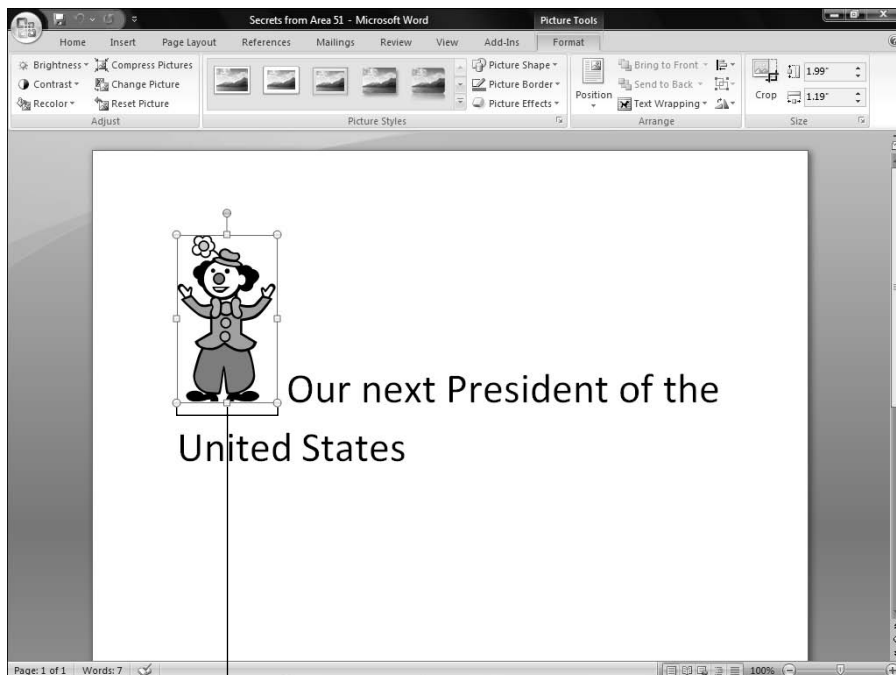 Secrets from Area 51 - Microsoft Word
Picture Tools
Home Insert Page Layout References Mailings Review View Add-Ins Format
Brightness Compress Pictures Picture Shape Bring to Front 1.99"
Contrast Change Picture Picture Border Position Send to Back Crop 1.19"
Recolor Reset Picture Picture Effects Text Wrapping
Adjust Picture Styles Arrange Size
Our next President of the
United States
Page: 1 of 1 Words: 7 100%